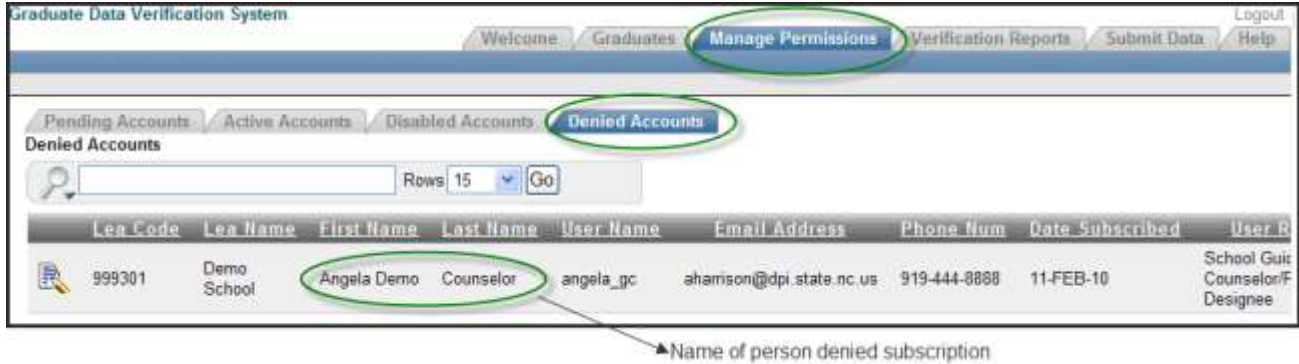 Graduate Data Verification System
Logout
Welcome Graduates Manage Permissions Verification Reports Submit Data Help
Pending Accounts Active Accounts Disabled Accounts Denied Accounts
Denied Accounts
Rows 15 Go
Lea Code Lea Name First Name Last Name User Name Email Address Phone Num Date Subscribed User R
999301 Demo School Angela Demo Counselor angela_gc aharrison@dpi.state.nc.us 919-444-8888 11-FEB-10 School Guic Counselor/F Designee
Name of person denied subscription